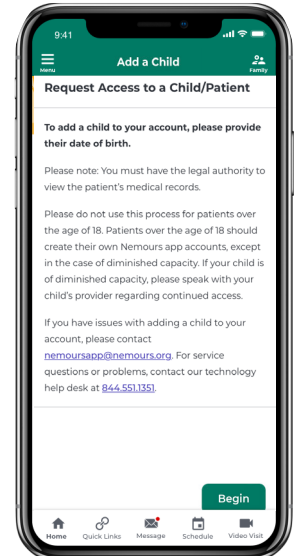 9:41
Menu
Add a Child
Family
Request Access to a Child/Patient
To add a child to your account, please provide
their date of birth.
Please note: You must have the legal authority to
view the patient's medical records.
Please do not use this process for patients over
the age of 18. Patients over the age of 18 should
create their own Nemours app accounts, except
in the case of diminished capacity. If your child is
of diminished capacity, please speak with your
child's provider regarding continued access.
If you have issues with adding a child to your
account, please contact
nemoursapp@nemours.org. For service
questions or problems, contact our technology
help desk at 844.551.1351.
Begin
Home
Quick Links
Message
Schedule
Video Visit